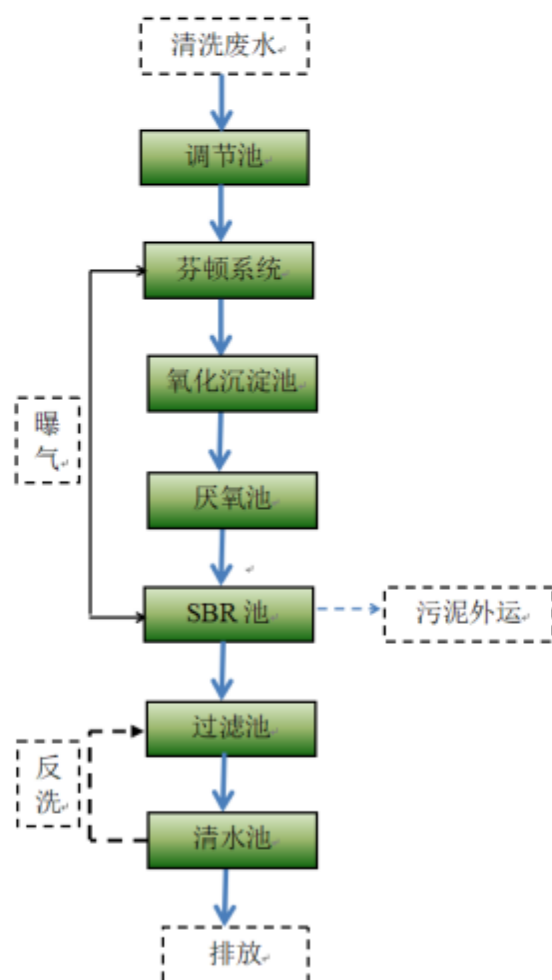 清洗废水
调节池
芬顿系统
氧化沉淀池
曝
气
厌氧池
SBR 池
污泥外运
过滤池
反
洗
清水池
排放